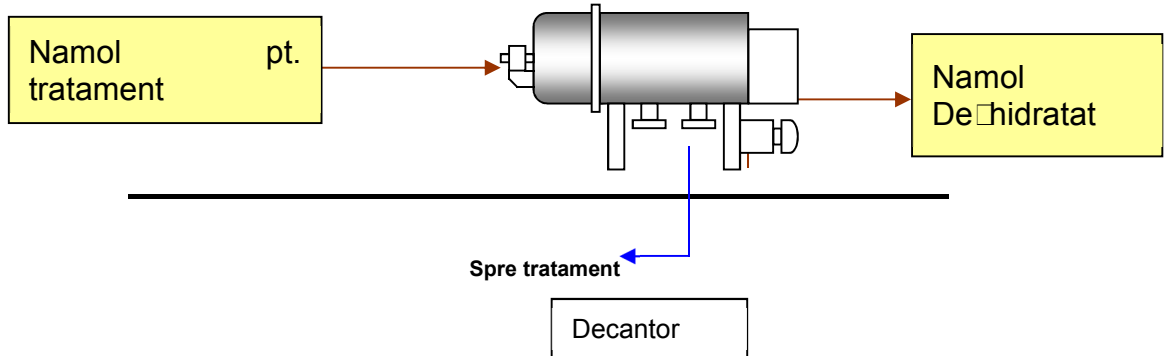 Namol pt.
tratament
Namol
De□hidratat
Spre tratament
Decantor